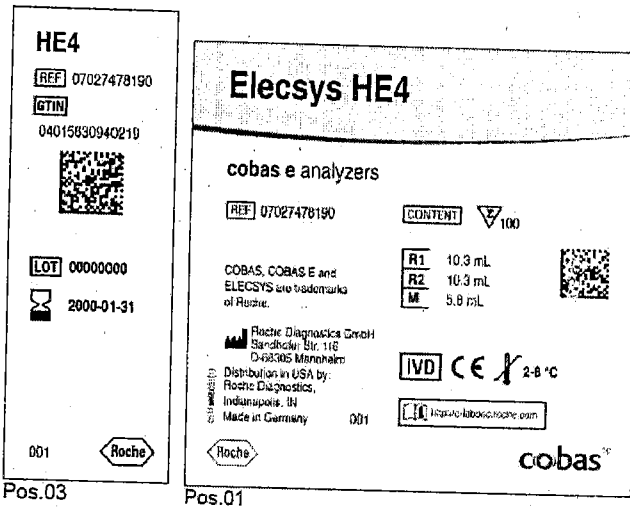 HE4
REF 07027478190
GTIN
04015630940219
LOT 00000000
2000-01-31
001
Roche
Pos.03
Elecsys HE4
cobas e analyzers
REF 07027478190
CONTENT
100
R1 10.3 mL
R2 10.3 mL
M 5.8 mL
COBAS, COBAS E and
ELECSYS are trademarks
of Roche.
Roche Diagnostics GmbH
Sandhofer Str. 116
D-68305 Mannheim
Distribution in USA by:
Roche Diagnostics,
Indianapolis, IN
Made in Germany
001
IVD CE 2-8 °C
Roche
cobas
Pos.01